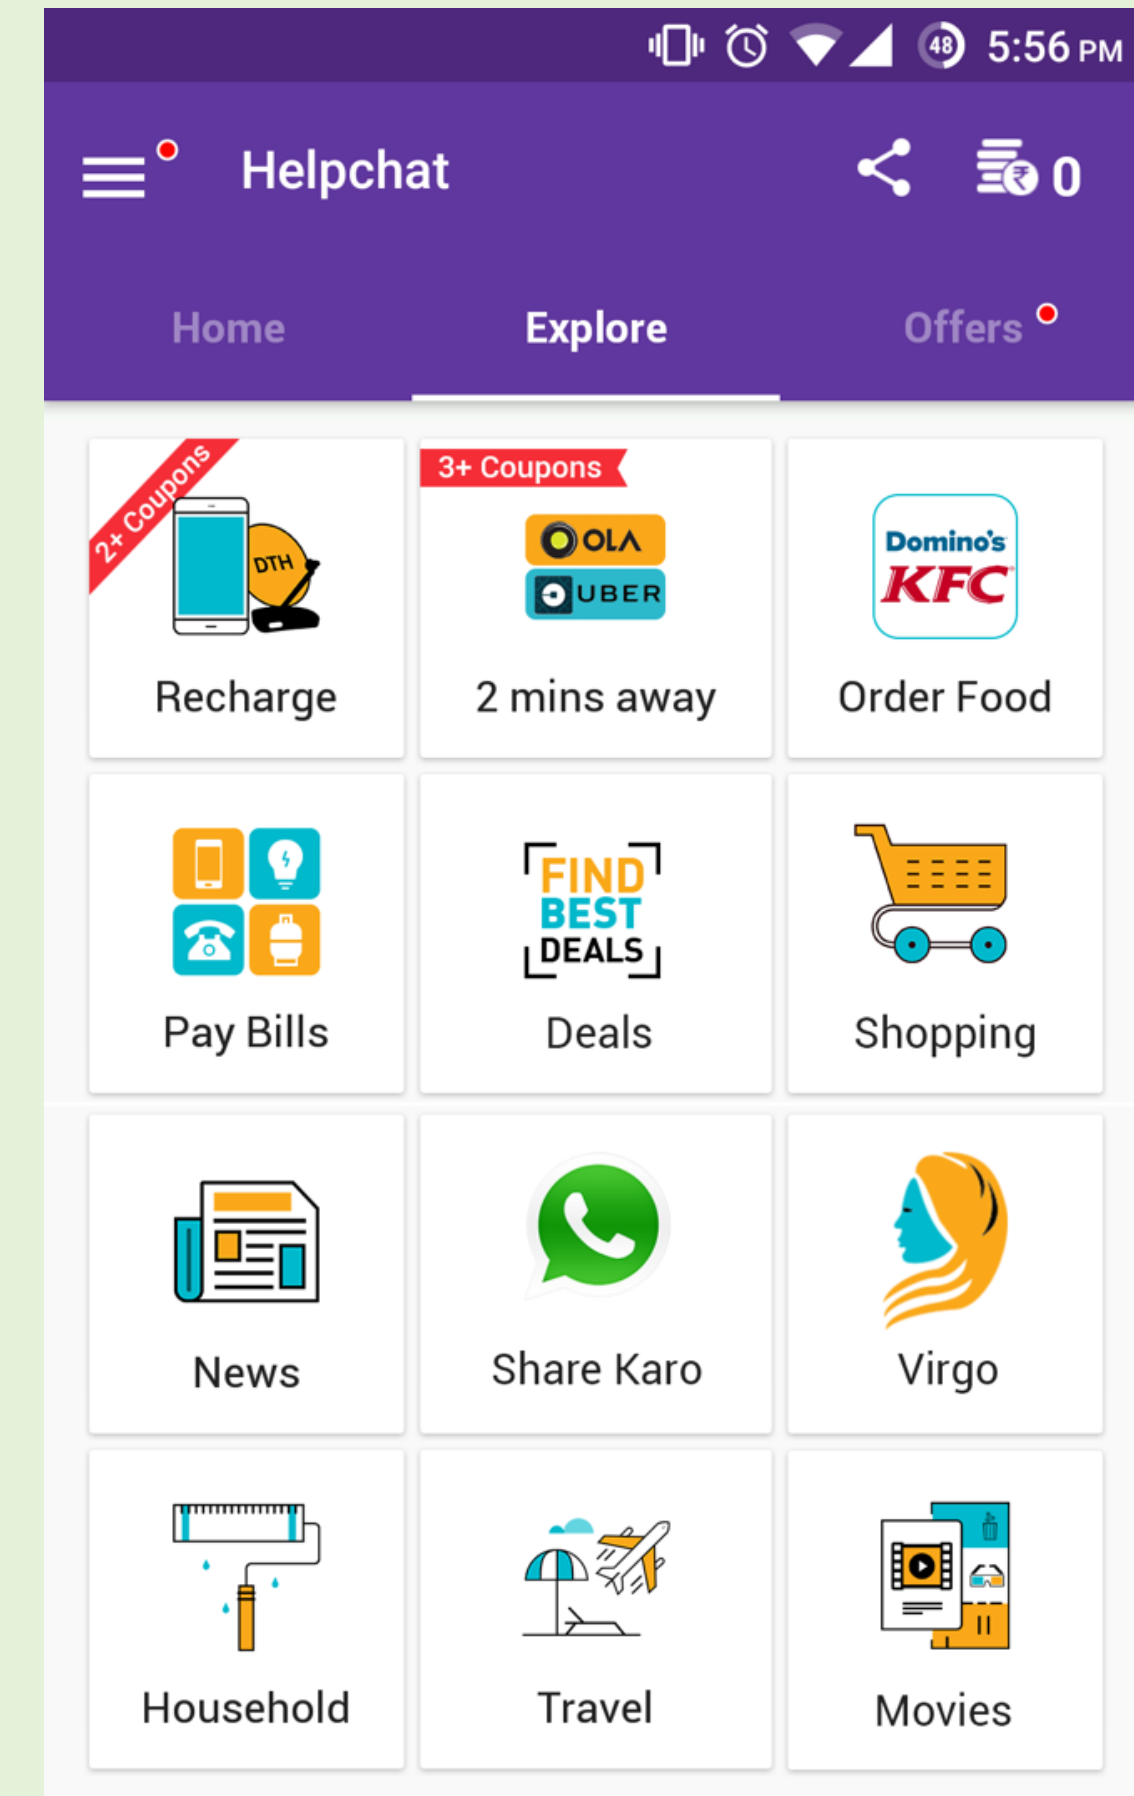 48 5:56 PM
Helpchat
₹ 0
Home Explore Offers
2+ Coupons
DTH
Recharge
3+ Coupons
OLA
UBER
2 mins away
Domino's
KFC
Order Food
Pay Bills
FIND
BEST
DEALS
Deals
Shopping
News
Share Karo
Virgo
Household
Travel
Movies